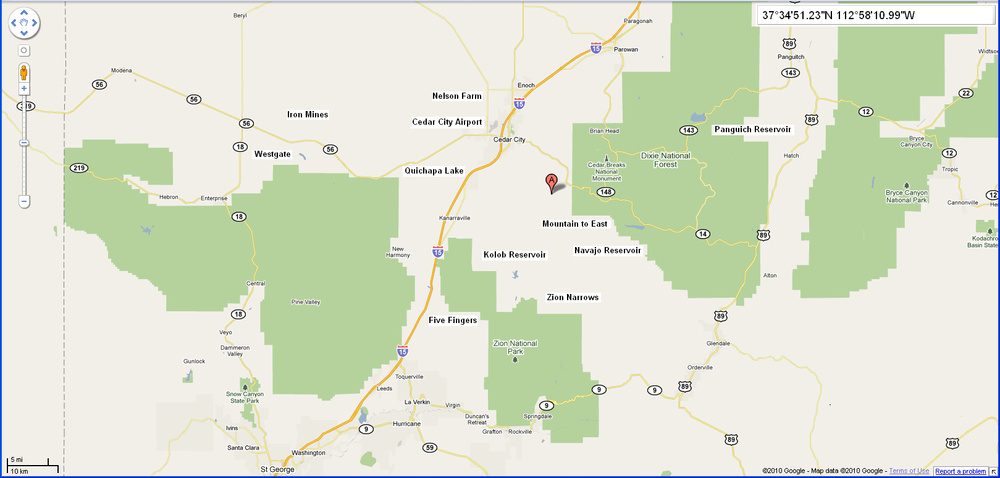 37°34'51.23"N 112°58'10.99"W
Beryl
Paragonah
15
Parowan
89
Panguitch
Widtsoe
143
Modena
56
Enoch
Nelson Farm
15
22
56
319
Iron Mines
12
56
Cedar City Airport
89
Brian Head
143
Panguich Reservoir
Cedar City
Bryce
Canyon City
18
56
Westgate
Dixie National
Forest
Hatch
12
219
Quichapa Lake
Cedar Breaks
National
Monument
Tropic
A
148
Bryce Canyon
National Park
12
Hebron
Enterprise
Cannonville
He
18
Kanarraville
Mountain to East
14
89
Kodachro
Basin State
New
Harmony
15
Kolob Reservoir
Navajo Reservoir
Alton
Central
Pine Valley
Zion Narrows
18
Five Fingers
89
Veyo
Dammeron
Valley
15
Zion National
Park
Glendale
Gunlock
Toquerville
Orderville
Leeds
9
9
89
Snow Canyon
State Park
La Verkin
Virgin
9
Duncan's
Retreat
Springdale
Ivins
9
Hurricane
Grafton
Rockville
Santa Clara
Washington
59
89
89
St George
5 mi
10 km
©2010 Google - Map data ©2010 Google - Terms of Use
Report a problem